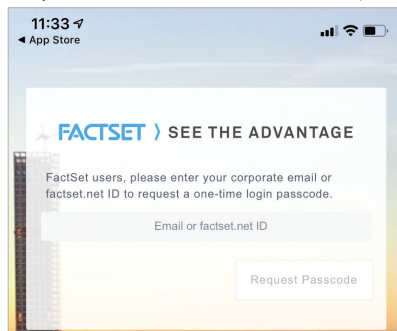 11:33
◀ App Store
FACTSET ⟩ SEE THE ADVANTAGE
FactSet users, please enter your corporate email or
factset.net ID to request a one-time login passcode.
Email or factset.net ID
Request Passcode